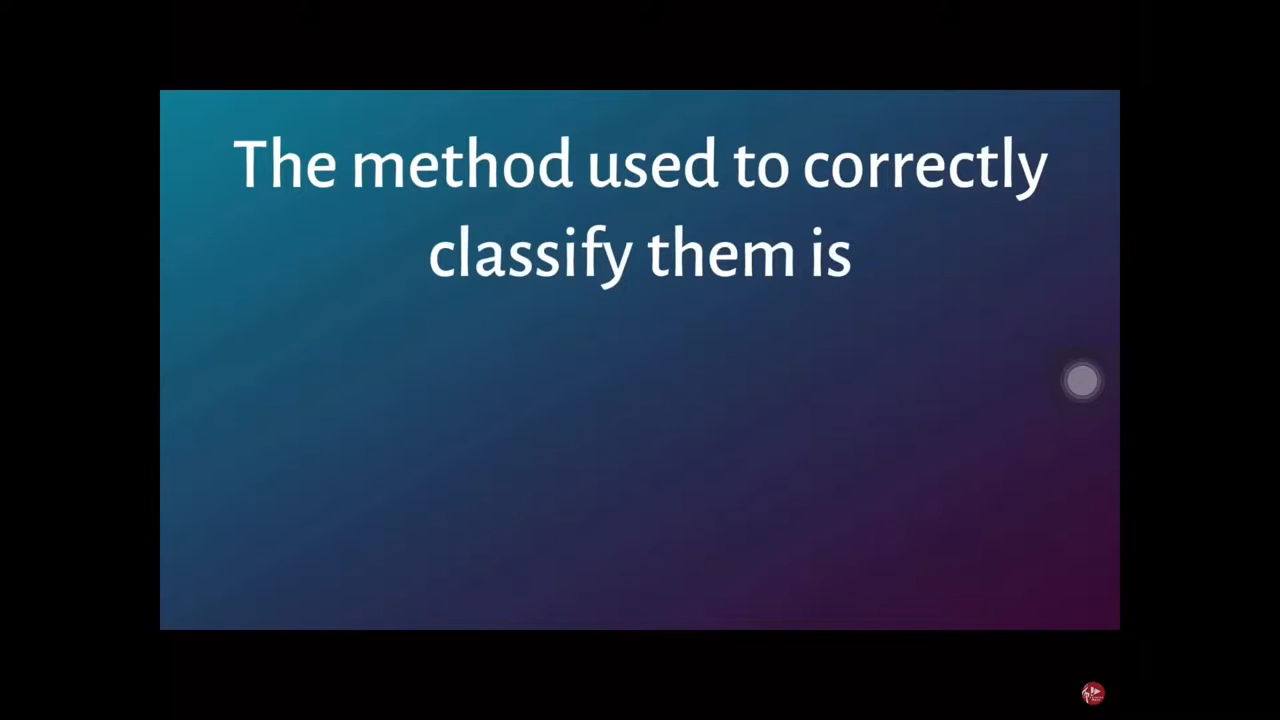 The method used to correctly
classify them is